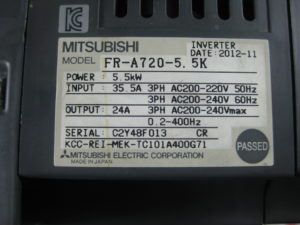 MITSUBISHI
INVERTER
DATE: 2012-11
MODEL FR-A720-5.5K
POWER : 5.5kW
INPUT : 35.5A 3PH AC200-220V 50Hz
3PH AC200-240V 60Hz
OUTPUT: 24A 3PH AC200-240Vmax
0.2-400Hz
SERIAL: C2Y48F013 CR
KCC-REI-MEK-TC101A400G71
MITSUBISHI ELECTRIC CORPORATION
MADE IN JAPAN
PASSED